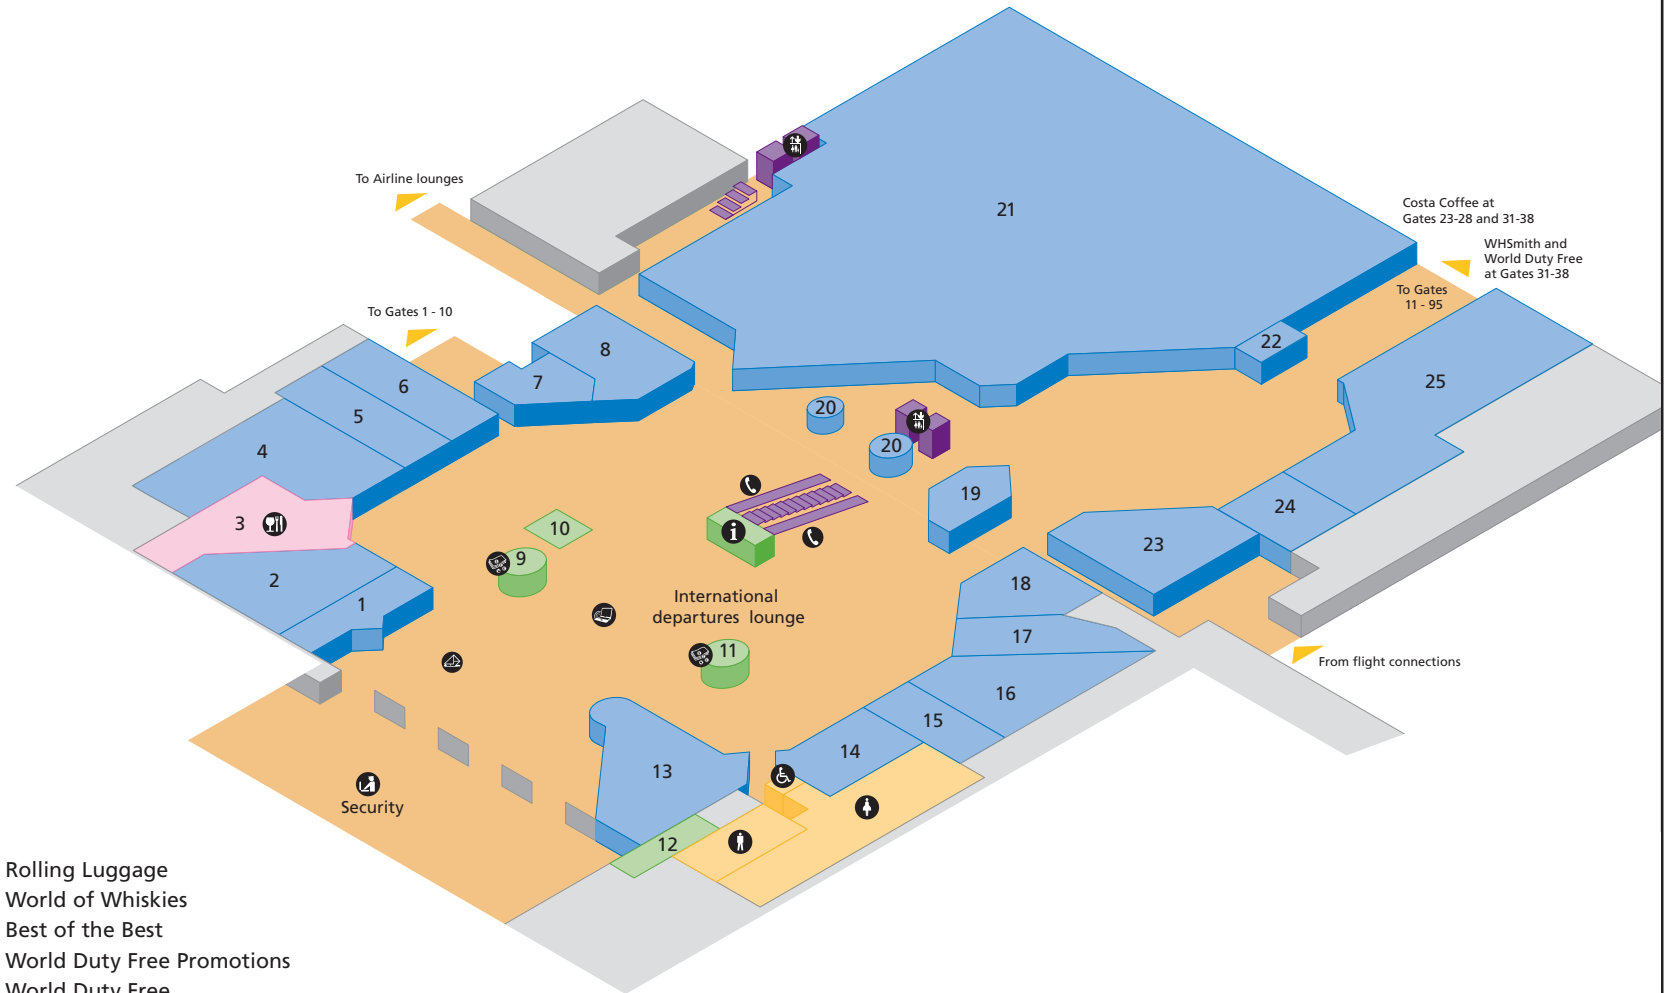 21
To Airline lounges
Costa Coffee at
Gates 23-28 and 31-38
WHSmith and
World Duty Free
at Gates 31-38
To Gates
11 - 95
To Gates 1 - 10
22
8
7
6
25
20
5
20
4
19
24
3
i
10
23
9
2
18
1
International
departures lounge
17
11
From flight connections
16
15
14
13
Security
12
Rolling Luggage
World of Whiskies
Best of the Best
World Duty Free Promotions
World Duty Free